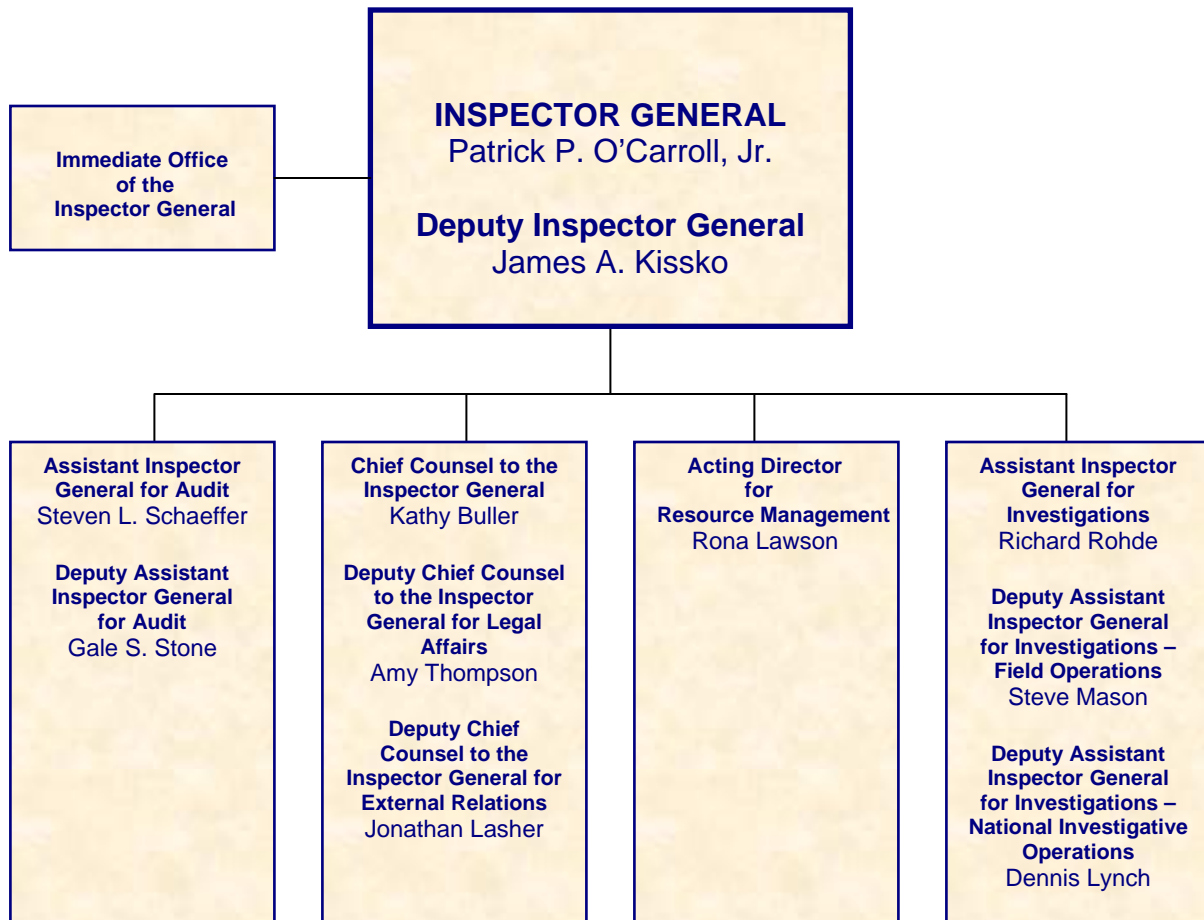 INSPECTOR GENERAL
Patrick P. O’Carroll, Jr.
Deputy Inspector General
James A. Kissko
Immediate Office
of the
Inspector General
Assistant Inspector
General for Audit
Steven L. Schaeffer
Deputy Assistant
Inspector General
for Audit
Gale S. Stone
Chief Counsel to the
Inspector General
Kathy Buller
Deputy Chief Counsel
to the Inspector
General for Legal
Affairs
Amy Thompson
Deputy Chief
Counsel to the
Inspector General for
External Relations
Jonathan Lasher
Acting Director
for
Resource Management
Rona Lawson
Assistant Inspector
General for
Investigations
Richard Rohde
Deputy Assistant
Inspector General
for Investigations –
Field Operations
Steve Mason
Deputy Assistant
Inspector General
for Investigations –
National Investigative
Operations
Dennis Lynch